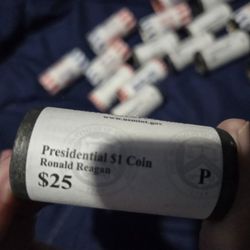 www.usmint.gov
Presidential $1 Coin
Ronald Reagan
$25
P